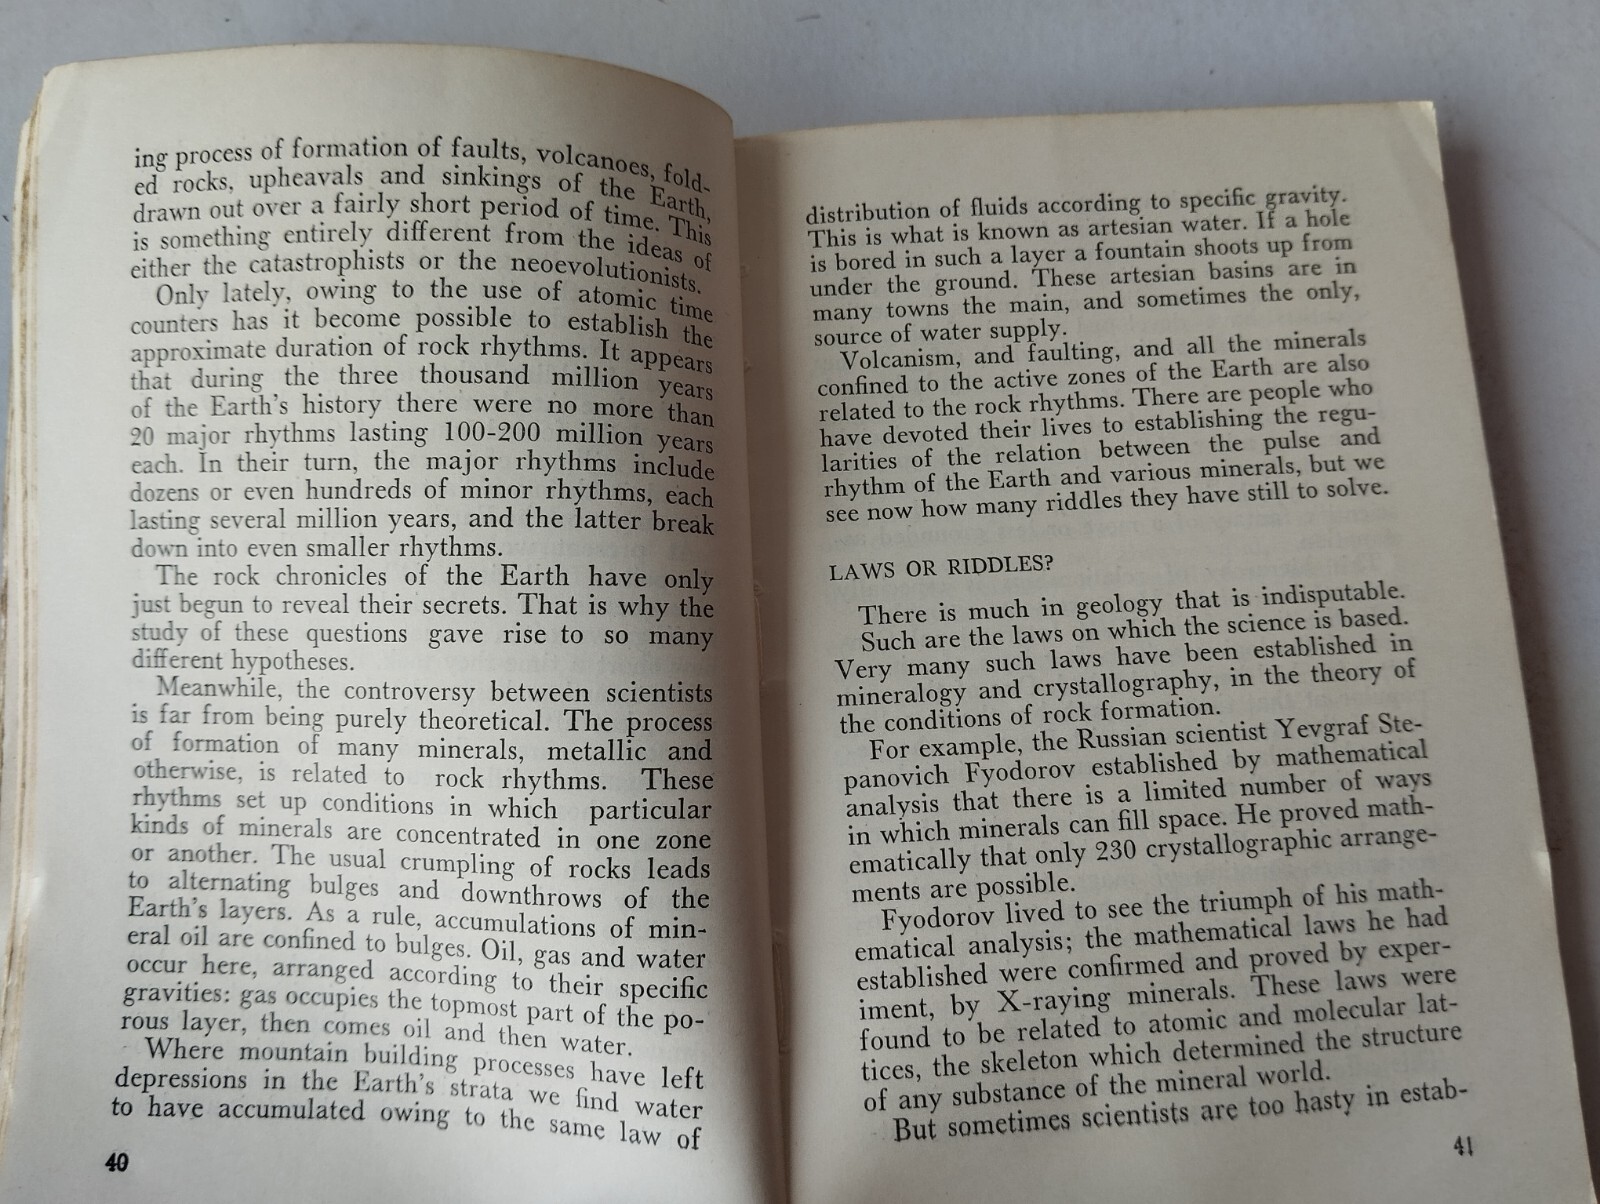 ing process of formation of faults, volcanoes, fold-
ed rocks, upheavals and sinkings of the Earth,
drawn out over a fairly short period of time. This
is something entirely different from the ideas of
either the catastrophists or the neoevolutionists.
Only lately, owing to the use of atomic time
counters has it become possible to establish the
approximate duration of rock rhythms. It appears
that during the three thousand million years
of the Earth's history there were no more than
20 major rhythms lasting 100-200 million years
each. In their turn, the major rhythms include
dozens or even hundreds of minor rhythms, each
lasting several million years, and the latter break
down into even smaller rhythms.
The rock chronicles of the Earth have only
just begun to reveal their secrets. That is why the
study of these questions gave rise to so many
different hypotheses.
Meanwhile, the controversy between scientists
is far from being purely theoretical. The process
of formation of many minerals, metallic and
otherwise, is related to rock rhythms. These
rhythms set up conditions in which particular
kinds of minerals are concentrated in one zone
or another. The usual crumpling of rocks leads
to alternating bulges and downthrows of the
Earth's layers. As a rule, accumulations of min-
eral oil are confined to bulges. Oil, gas and water
occur here, arranged according to their specific
gravities: gas occupies the topmost part of the po-
rous layer, then comes oil and then water.
Where mountain building processes have left
depressions in the Earth's strata we find water
to have accumulated owing to the same law of
40
distribution of fluids according to specific gravity.
This is what is known as artesian water. If a hole
is bored in such a layer a fountain shoots up from
under the ground. These artesian basins are in
many towns the main, and sometimes the only,
source of water supply.
Volcanism, and faulting, and all the minerals
confined to the active zones of the Earth are also
related to the rock rhythms. There are people who
have devoted their lives to establishing the regu-
larities of the relation between the pulse and
rhythm of the Earth and various minerals, but we
see now how many riddles they have still to solve.
LAWS OR RIDDLES?
There is much in geology that is indisputable.
Such are the laws on which the science is based.
Very many such laws have been established in
mineralogy and crystallography, in the theory of
the conditions of rock formation.
For example, the Russian scientist Yevgraf Ste-
panovich Fyodorov established by mathematical
analysis that there is a limited number of ways
in which minerals can fill space. He proved math-
ematically that only 230 crystallographic arrange-
ments are possible.
Fyodorov lived to see the triumph of his math-
ematical analysis; the mathematical laws he had
established were confirmed and proved by exper-
iment, by X-raying minerals. These laws were
found to be related to atomic and molecular lat-
tices, the skeleton which determined the structure
of any substance of the mineral world.
But sometimes scientists are too hasty in estab-
41